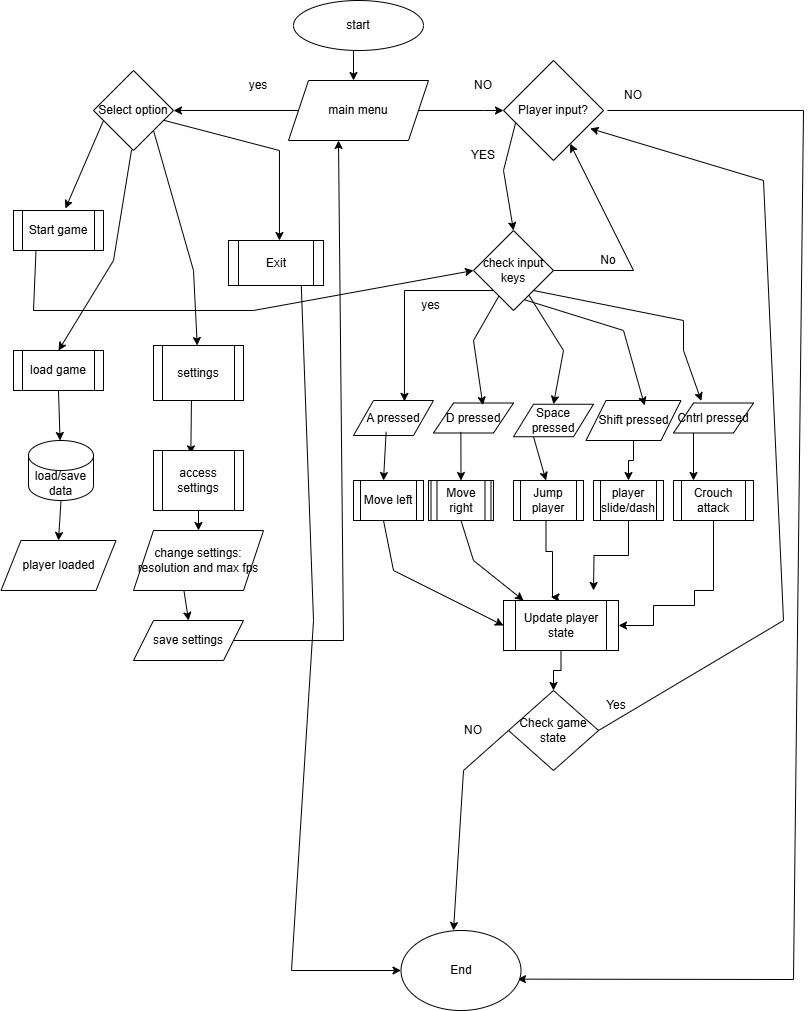 start
yes
main menu
NO
Player input?
NO
Select option
YES
Start game
Exit
check input
keys
No
yes
load game
settings
A pressed
D pressed
Space
pressed
Shift pressed
Cntrl pressed
load/save
data
access
settings
Move left
Move
right
Jump
player
player
slide/dash
Crouch
attack
player loaded
change settings:
resolution and max fps
save settings
Update player
state
Check game
state
NO
Yes
End